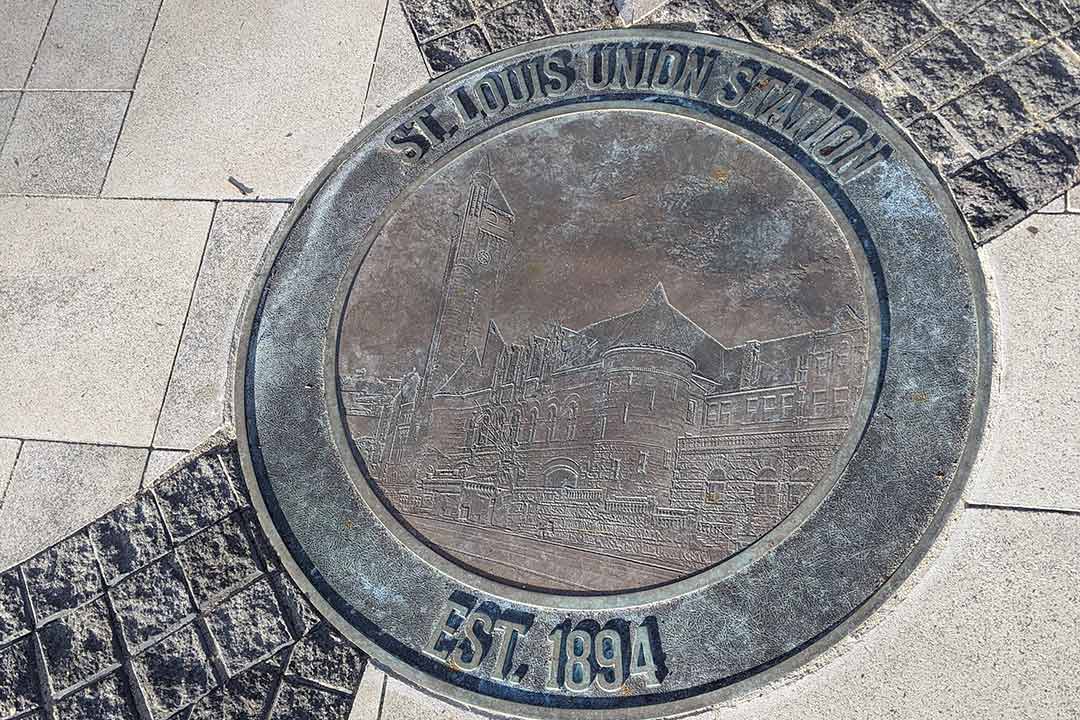 ST. LOUIS UNION STATION
EST. 1894